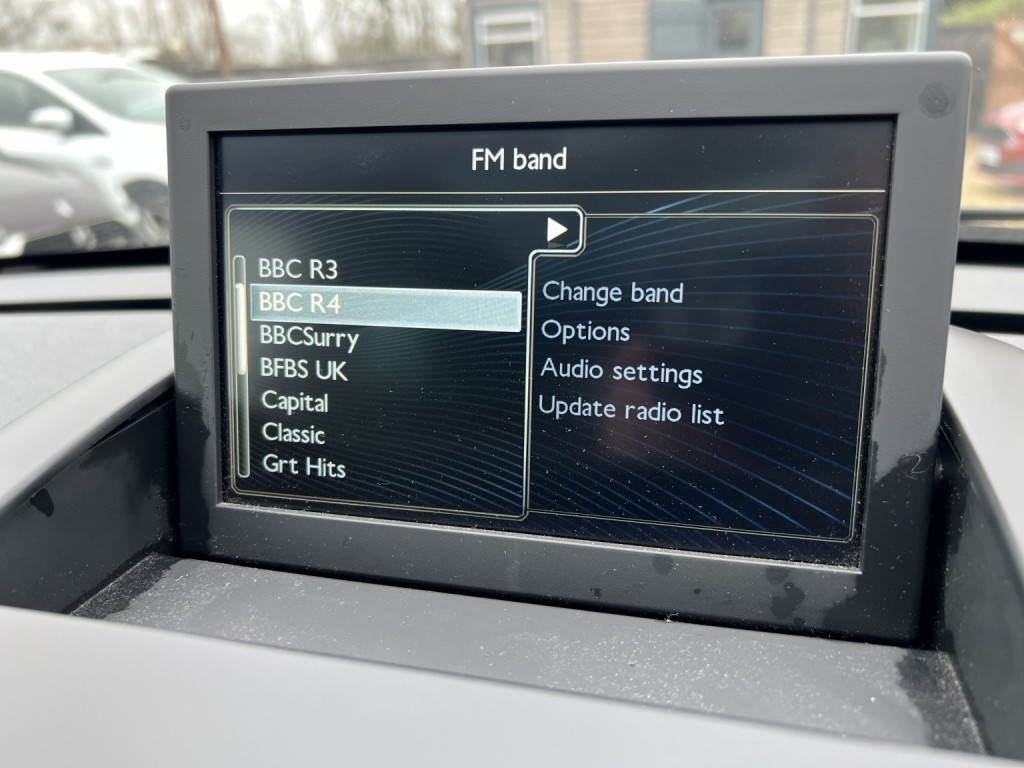 FM band
BBC R3
BBC R4
BBCSurry
BFBS UK
Capital
Classic
Grt Hits
Change band
Options
Audio settings
Update radio list